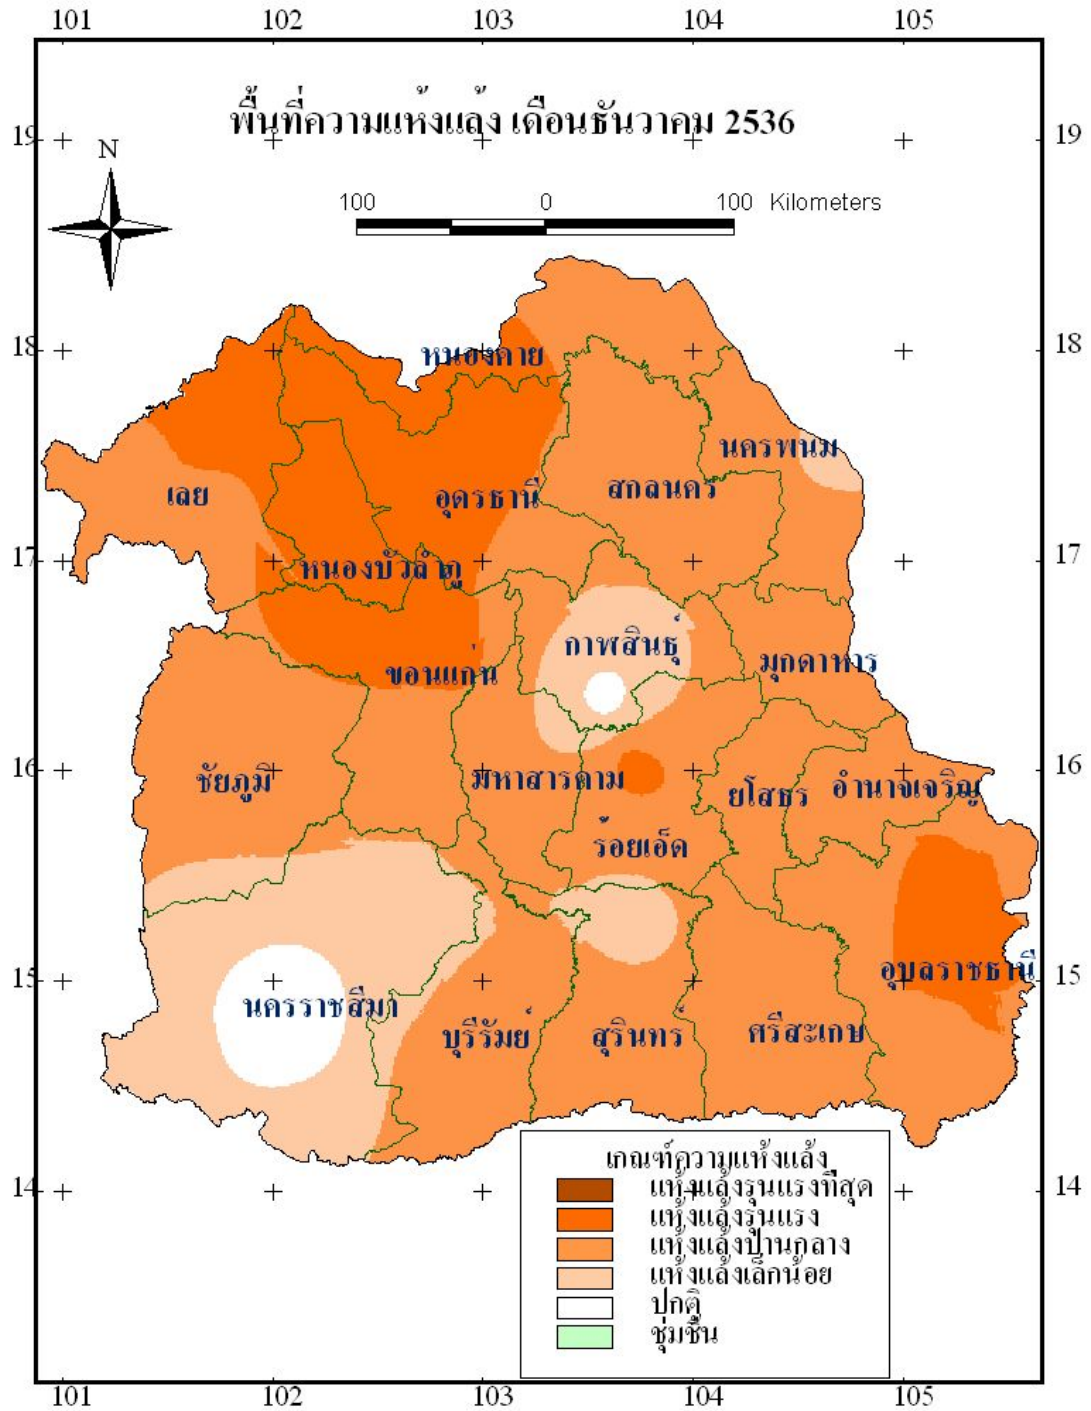 101 102 103 104 105
พื้นที่ความแห้งแล้ง เดือนธันวาคม 2536
19 19
N
100 0 100 Kilometers
18 หนองคาย 18
นครพนม
เลย อุดรธานี สกลนคร
17 หนองบัวลำภู 17
กาฬสินธุ์ มุกดาหาร
ขอนแก่น
16 ชัยภูมิ มหาสารคาม ยโสธร อำนาจเจริญ 16
ร้อยเอ็ด
15 อุบลราชธานี 15
นครราชสีมา
บุรีรัมย์ สุรินทร์ ศรีสะเกษ
เกณฑ์ความแห้งแล้ง
14 แห้งแล้งรุนแรงที่สุด 14
แห้งแล้งรุนแรง
แห้งแล้งปานกลาง
แห้งแล้งเล็กน้อย
ปกติ
ชุ่มชื้น
101 102 103 104 105